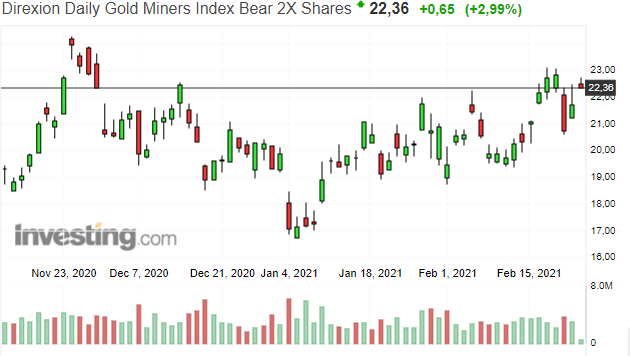 Direxion Daily Gold Miners Index Bear 2X Shares 22,36 +0,65 (+2,99%)
23,00
22,36
22,00
21,00
20,00
19,00
18,00
17,00
16,00
Investing.com
Nov 23, 2020 Dec 7, 2020 Dec 21, 2020 Jan 4, 2021 Jan 18, 2021 Feb 1, 2021 Feb 15, 2021
8.0M
0